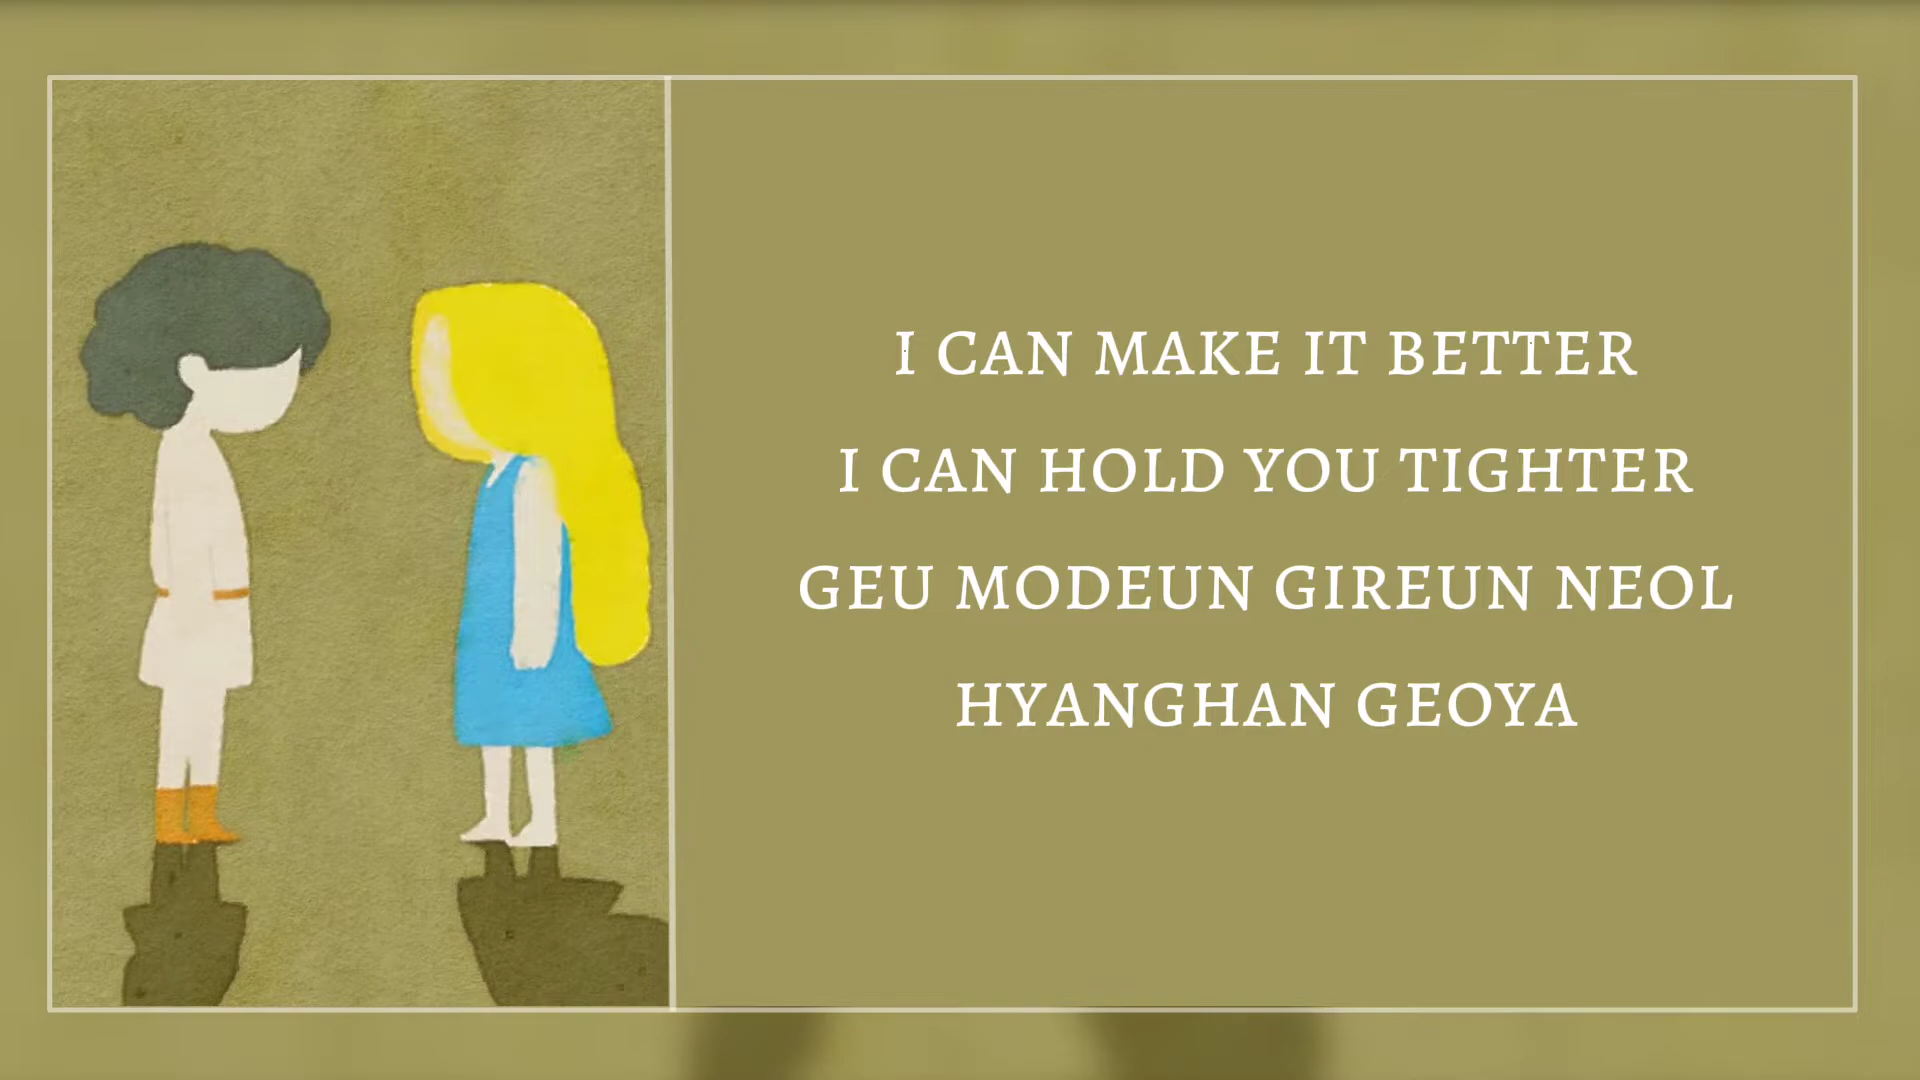 I CAN MAKE IT BETTER
I CAN HOLD YOU TIGHTER
GEU MODEUN GIREUN NEOL
HYANGHAN GEOYA